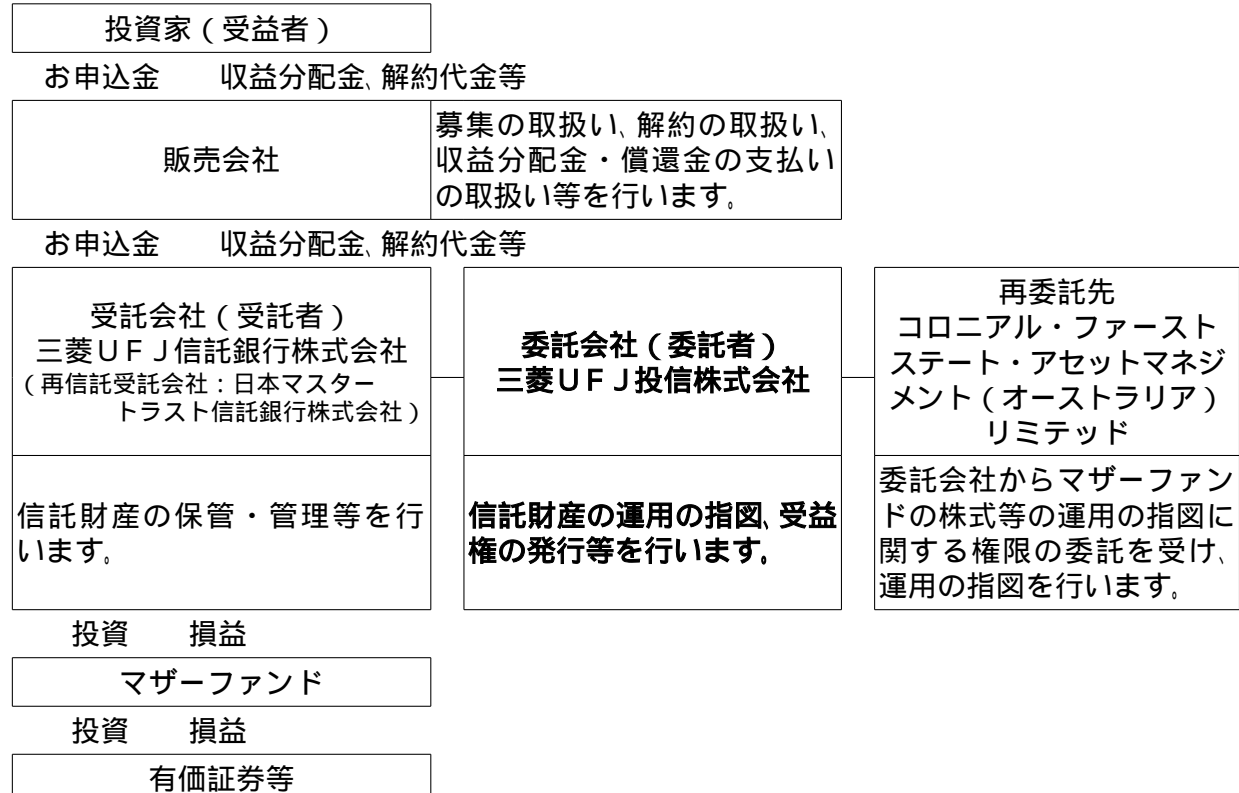 投資家（受益者）
お申込金　　収益分配金、解約代金等
販売会社
募集の取扱い、解約の取扱い、
収益分配金・償還金の支払い
の取扱い等を行います。
お申込金　　収益分配金、解約代金等
受託会社（受託者）
三菱ＵＦＪ信託銀行株式会社
（再信託受託会社：日本マスター
トラスト信託銀行株式会社）
委託会社（委託者）
三菱ＵＦＪ投信株式会社
再委託先
コロニアル・ファースト
ステート・アセットマネジ
メント（オーストラリア）
リミテッド
信託財産の保管・管理等を行
います。
信託財産の運用の指図、受益
権の発行等を行います。
委託会社からマザーファン
ドの株式等の運用の指図に
関する権限の委託を受け、
運用の指図を行います。
投資　　損益
マザーファンド
投資　　損益
有価証券等